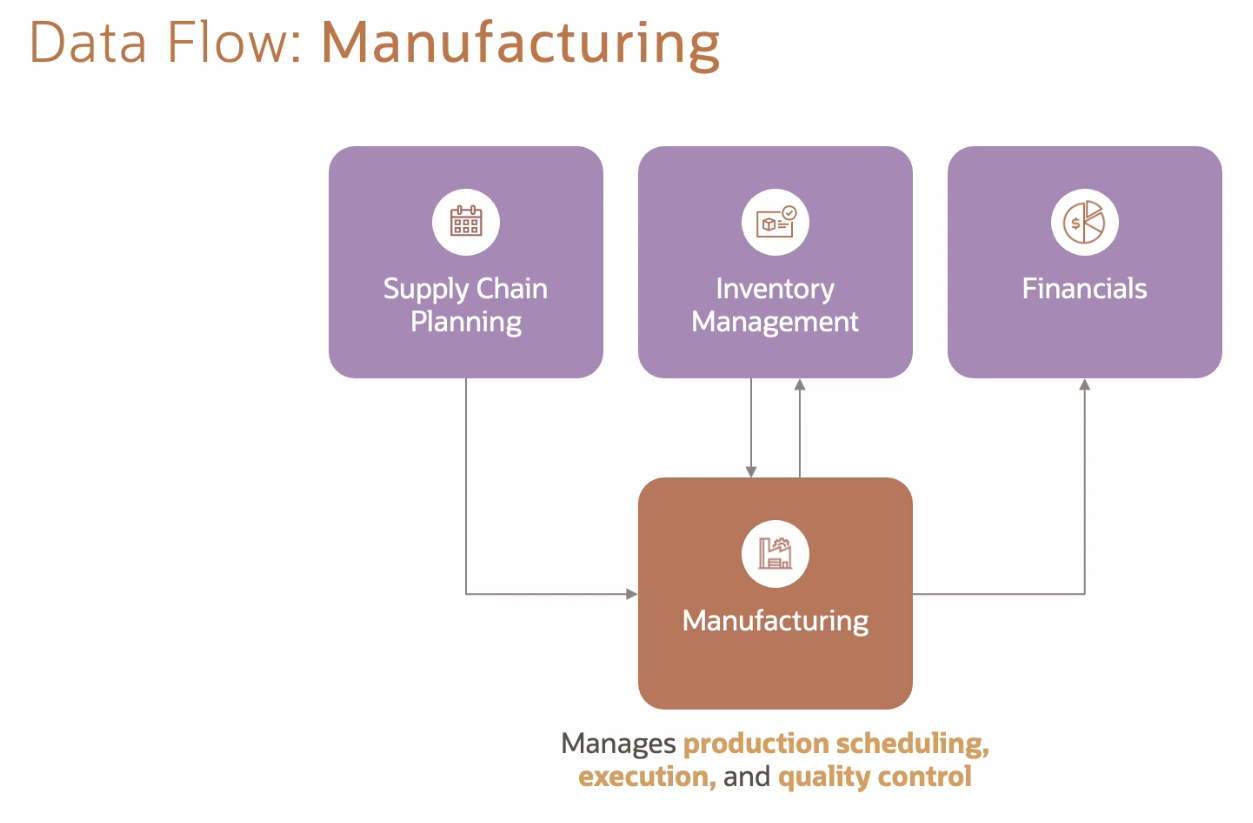 Data Flow: Manufacturing
Supply Chain
Planning
Inventory
Management
Financials
$
Manufacturing
Manages production scheduling,
execution, and quality control